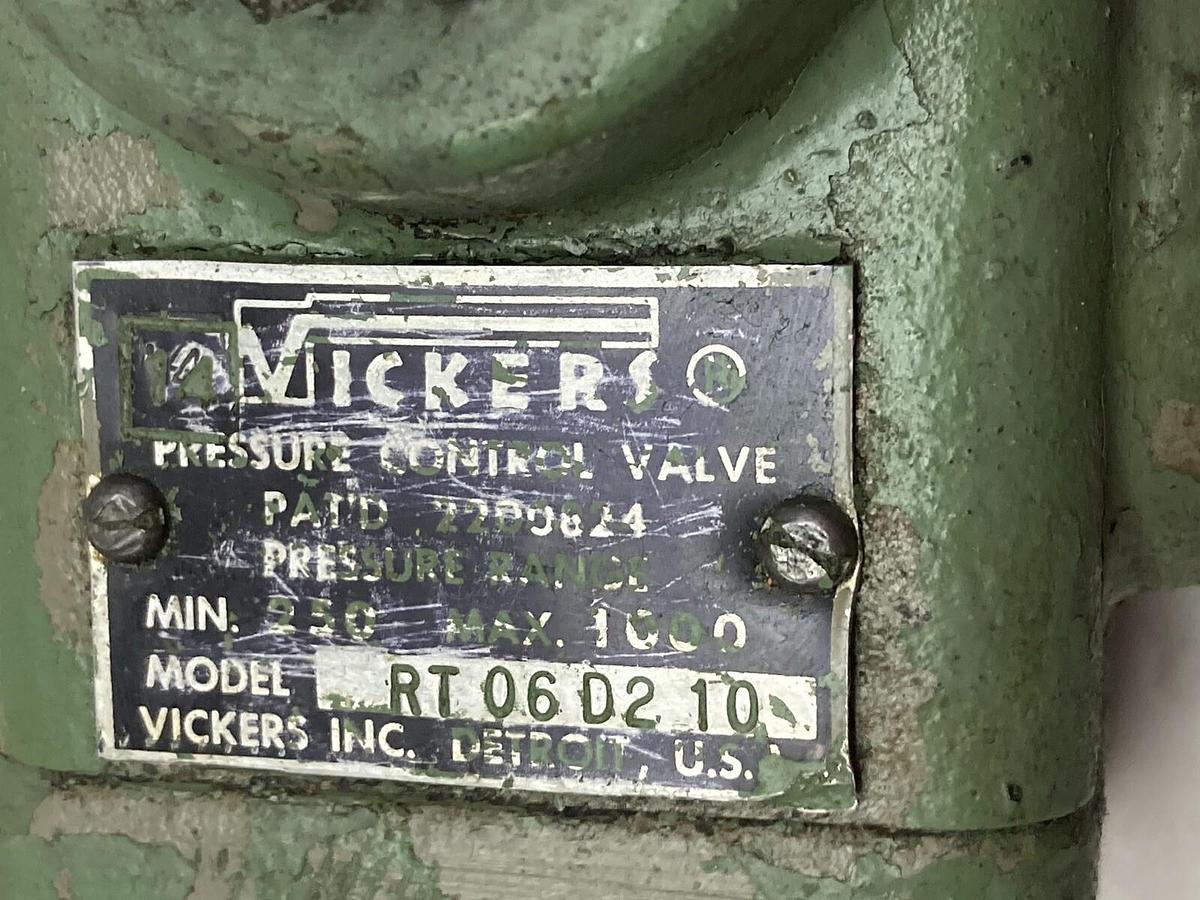 VICKERS®
PRESSURE CONTROL VALVE
PAT'D
PRESSURE RANGE
MIN. 250 MAX. 1000
MODEL RT 06 D2 10
VICKERS INC. DETROIT, U.S.